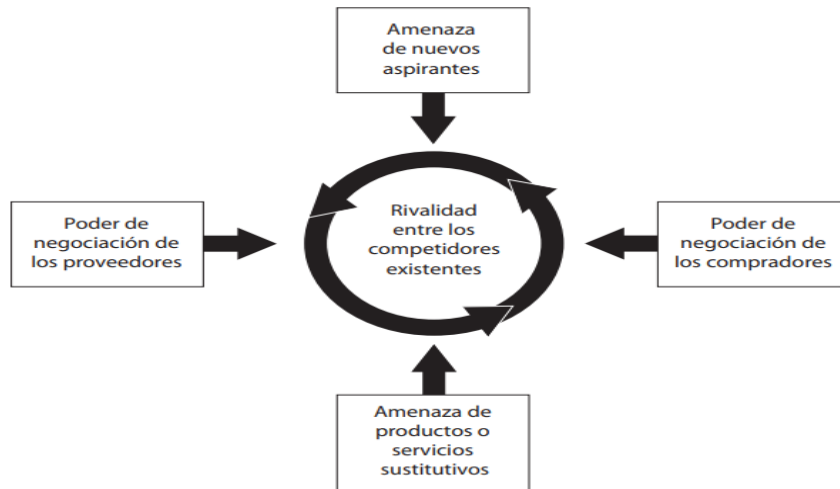 Amenaza
de nuevos
aspirantes
Poder de
negociación de
los proveedores
Rivalidad
entre los
competidores
existentes
Poder de
negociación de
los compradores
Amenaza de
productos o
servicios
sustitutivos